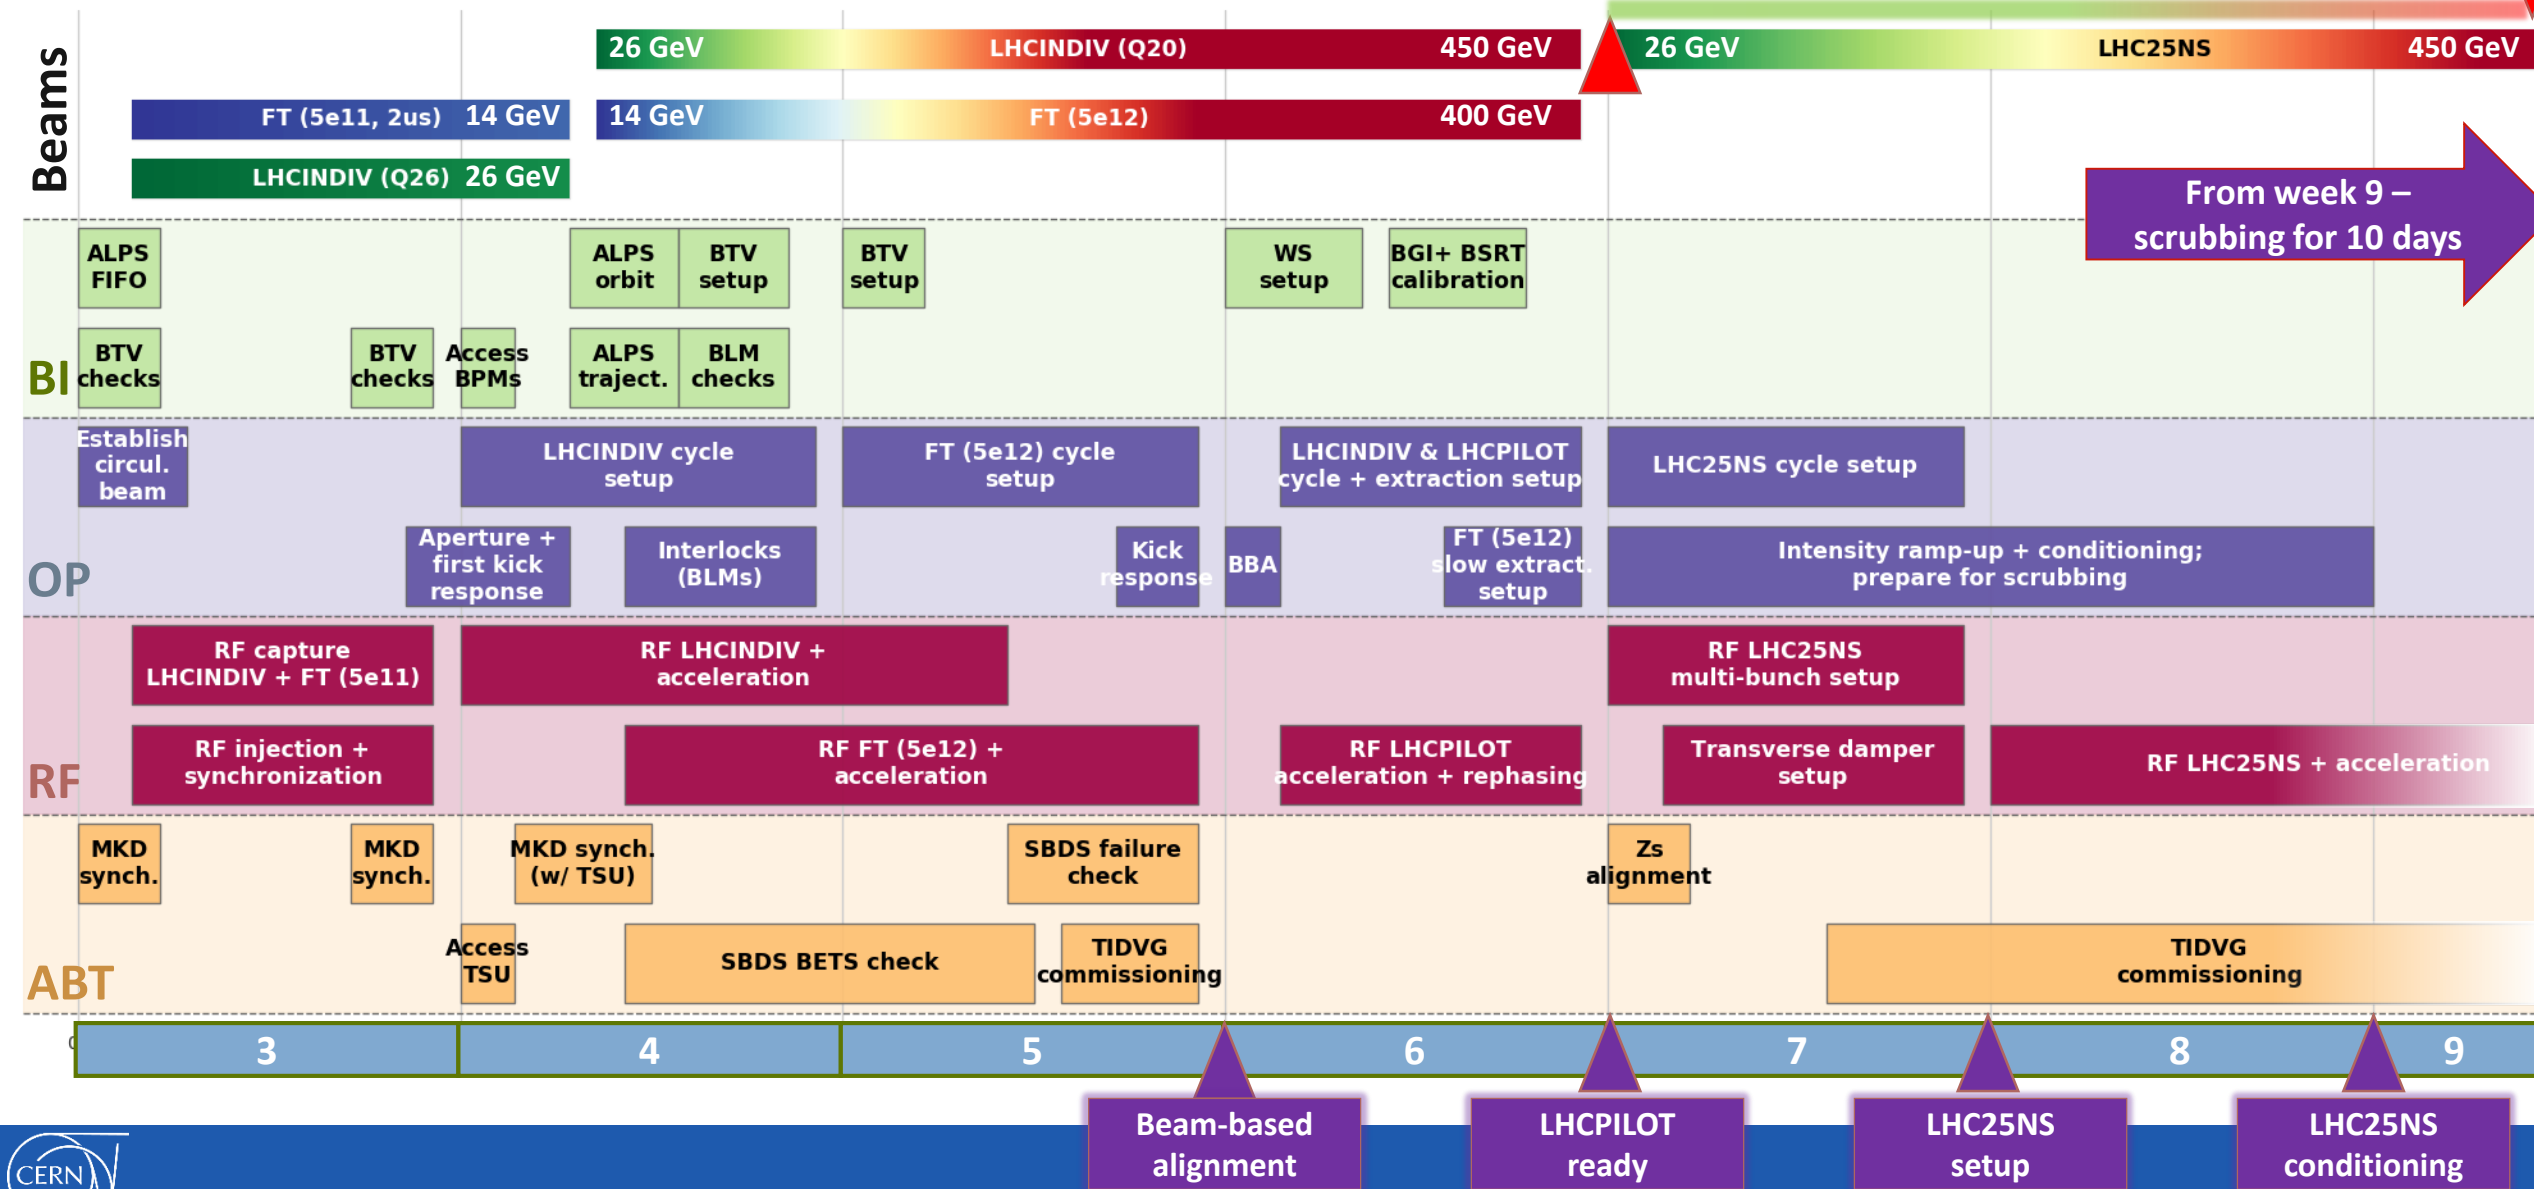 Beams
26 GeV LHCINDIV (Q20) 450 GeV
26 GeV LHC25NS 450 GeV
FT (5e11, 2us) 14 GeV
14 GeV FT (5e12) 400 GeV
LHCINDIV (Q26) 26 GeV
From week 9 –
scrubbing for 10 days
BI
ALPS
FIFO
ALPS
orbit
BTV
setup
BTV
setup
WS
setup
BGI+ BSRT
calibration
BTV
checks
BTV
checks
Access
BPMs
ALPS
traject.
BLM
checks
OP
Establish
circul.
beam
LHCINDIV cycle
setup
FT (5e12) cycle
setup
LHCINDIV & LHCPILOT
cycle + extraction setup
LHC25NS cycle setup
Aperture +
first kick
response
Interlocks
(BLMs)
Kick
response
BBA
FT (5e12)
slow extract.
setup
Intensity ramp-up + conditioning;
prepare for scrubbing
RF
RF capture
LHCINDIV + FT (5e11)
RF LHCINDIV +
acceleration
RF LHC25NS
multi-bunch setup
RF injection +
synchronization
RF FT (5e12) +
acceleration
RF LHCPILOT
acceleration + rephasing
Transverse damper
setup
RF LHC25NS + acceleration
ABT
MKD
synch.
MKD
synch.
MKD synch.
(w/ TSU)
SBDS failure
check
Zs
alignment
Access
TSU
SBDS BETS check
TIDVG
commissioning
TIDVG
commissioning
3 4 5 6 7 8 9
Beam-based
alignment
LHCPILOT
ready
LHC25NS
setup
LHC25NS
conditioning
CERN